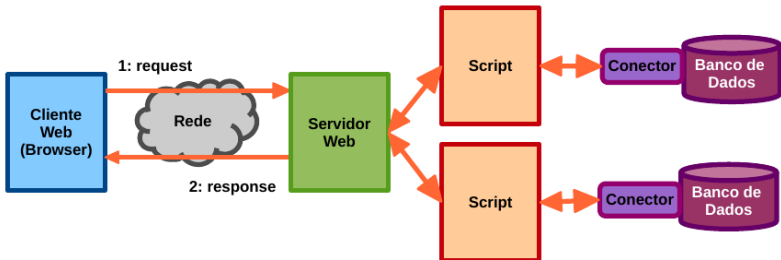 1: request
Cliente
Web
(Browser)
Rede
2: response
Servidor
Web
Script
Conector
Banco de
Dados
Script
Conector
Banco de
Dados